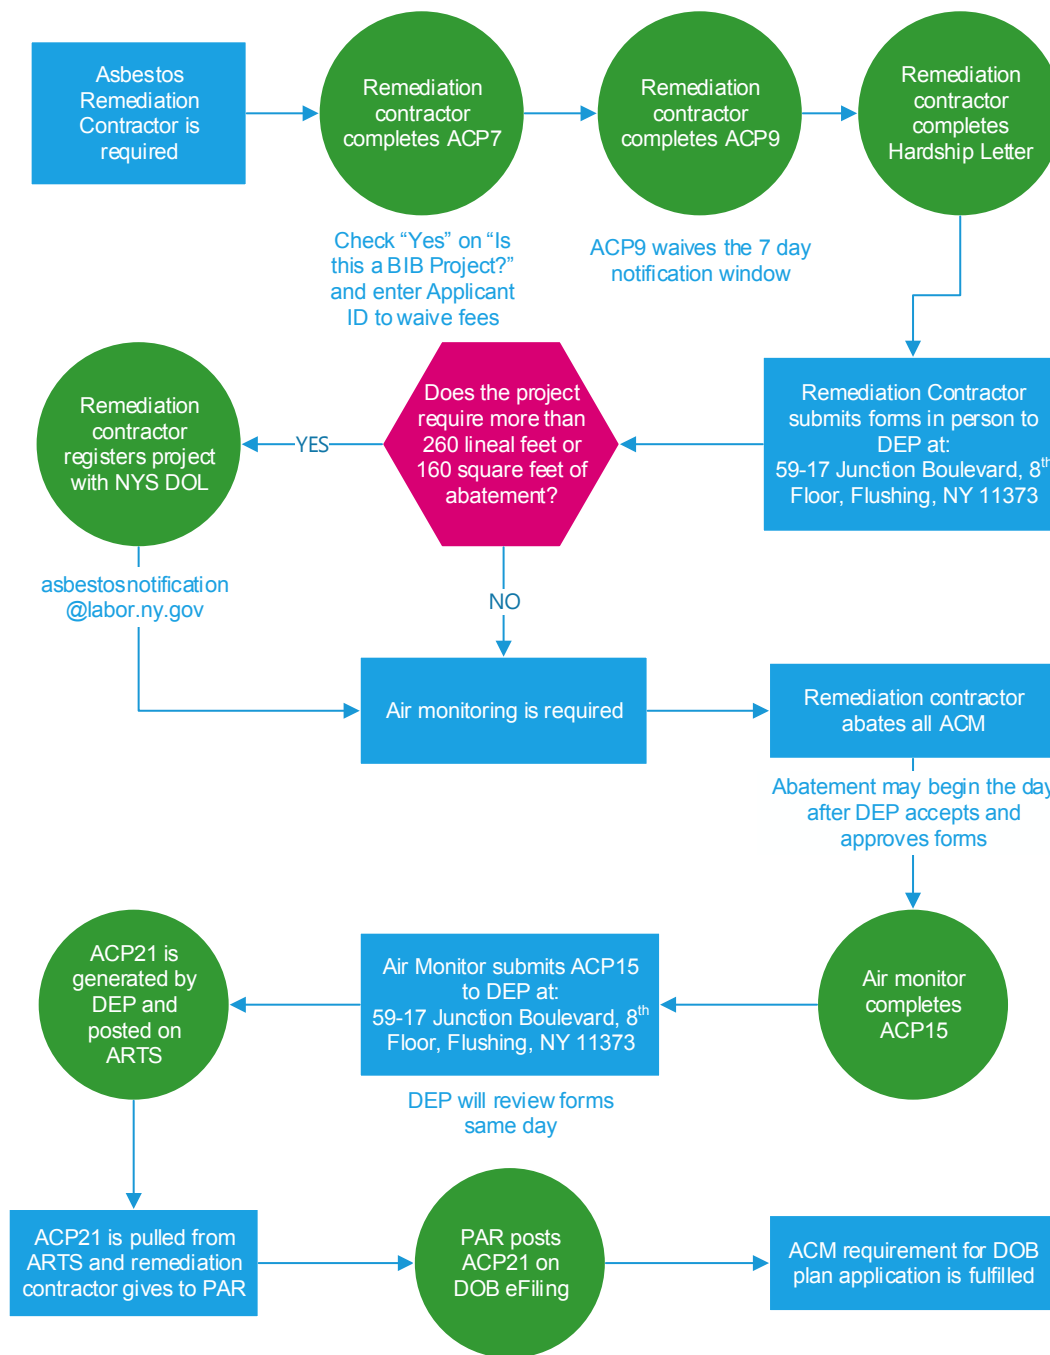 Asbestos
Remediation
Contractor is
required
Remediation
contractor
completes ACP7
Remediation
contractor
completes ACP9
Remediation
contractor
completes
Hardship Letter
Check “Yes” on “Is
this a BIB Project?”
and enter Applicant
ID to waive fees
ACP9 waives the 7 day
notification window
Remediation
contractor
registers project
with NYS DOL
YES
Does the project
require more than
260 lineal feet or
160 square feet of
abatement?
Remediation Contractor
submits forms in person to
DEP at:
59-17 Junction Boulevard, 8th
Floor, Flushing, NY 11373
asbestosnotification
@labor.ny.gov
NO
Air monitoring is required
Remediation contractor
abates all ACM
Abatement may begin the day
after DEP accepts and
approves forms
ACP21 is
generated by
DEP and
posted on
ARTS
Air Monitor submits ACP15
to DEP at:
59-17 Junction Boulevard, 8th
Floor, Flushing, NY 11373
Air monitor
completes
ACP15
DEP will review forms
same day
ACP21 is pulled from
ARTS and remediation
contractor gives to PAR
PAR posts
ACP21 on
DOB eFiling
ACM requirement for DOB
plan application is fulfilled